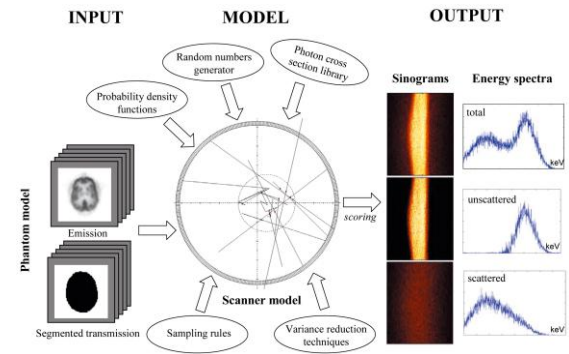 INPUT
MODEL
OUTPUT
Random numbers
generator
Photon cross
section library
Probability density
functions
Sinograms
Energy spectra
total
keV
Phantom model
Emission
scoring
unscattered
keV
Segmented transmission
Scanner model
Sampling rules
Variance reduction
techniques
scattered
keV